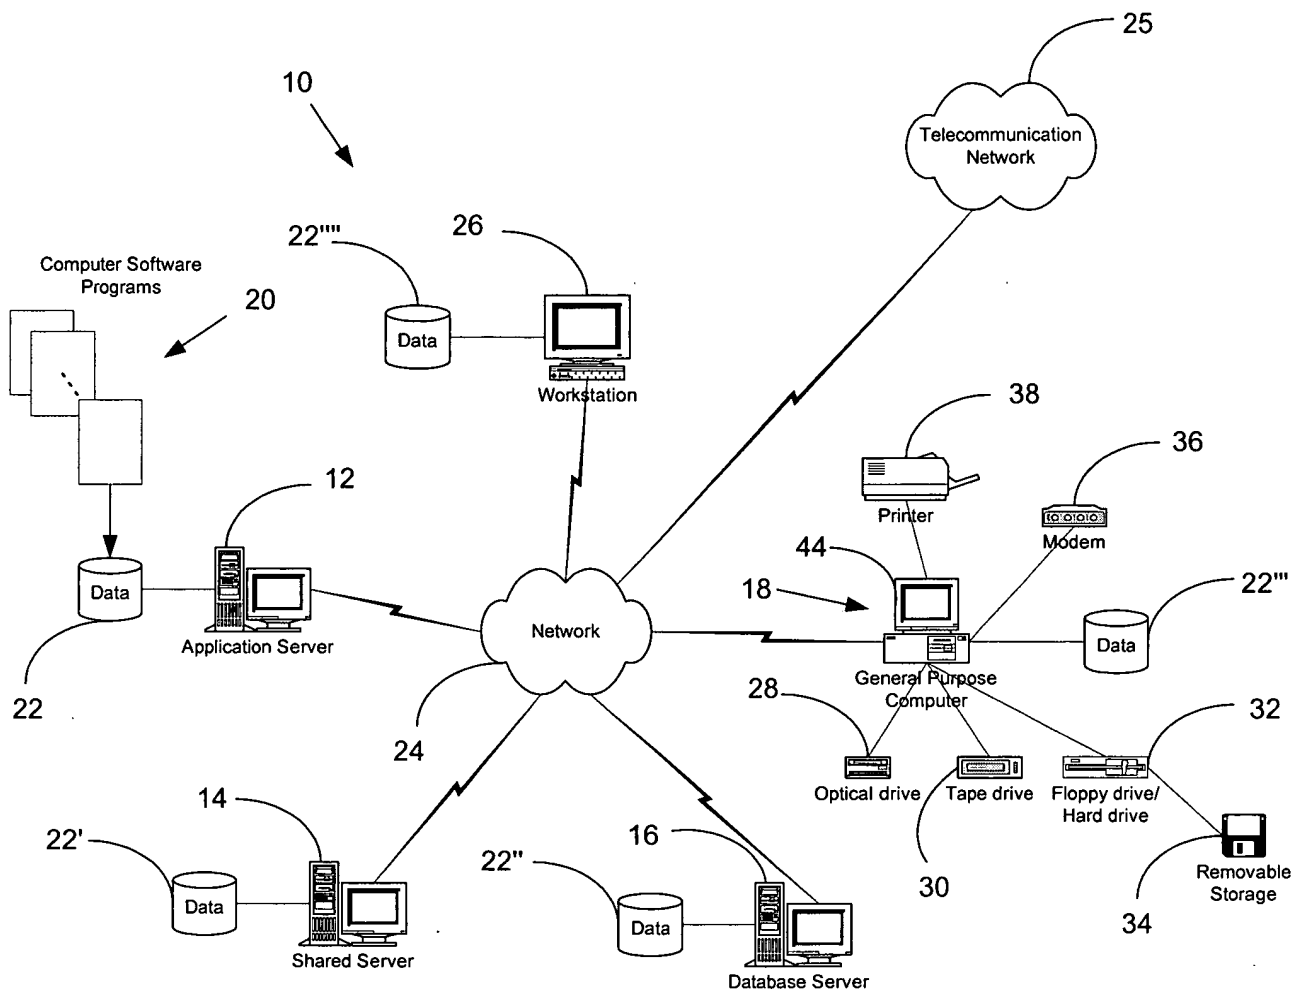 25
10
Telecommunication
Network
22''''
26
Computer Software
Programs
20
Data
Workstation
38
36
12
Printer
Modem
44
18
22'''
Data
Application Server
Network
Data
General Purpose
Computer
22
24
28
32
Optical drive
Tape drive
Floppy drive/
Hard drive
14
16
22'
22''
30
Removable
Storage
34
Data
Data
Shared Server
Database Server